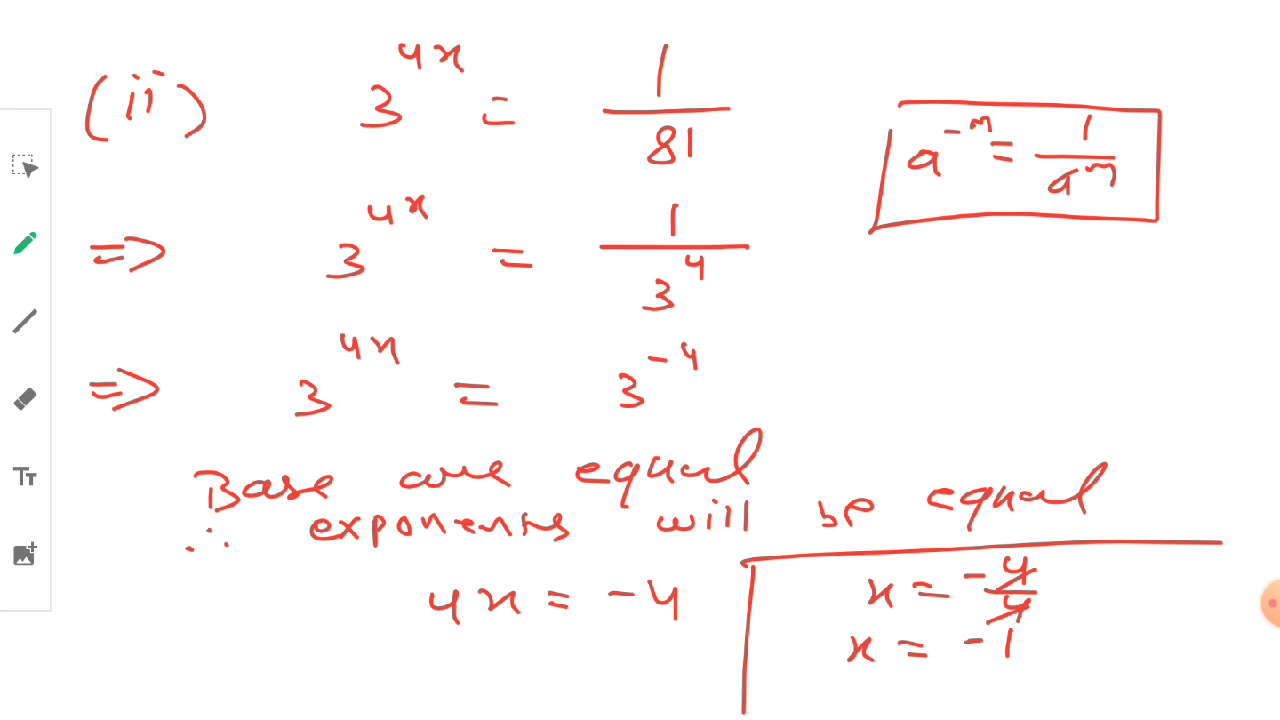 (ii) 3^{4x} = 1/81
a^{-m} = 1/a^m
=> 3^{4x} = 1/3^4
=> 3^{4x} = 3^{-4}
Base are equal
∴ exponents will be equal
4x = -4
x = -4/4
x = -1
Tт